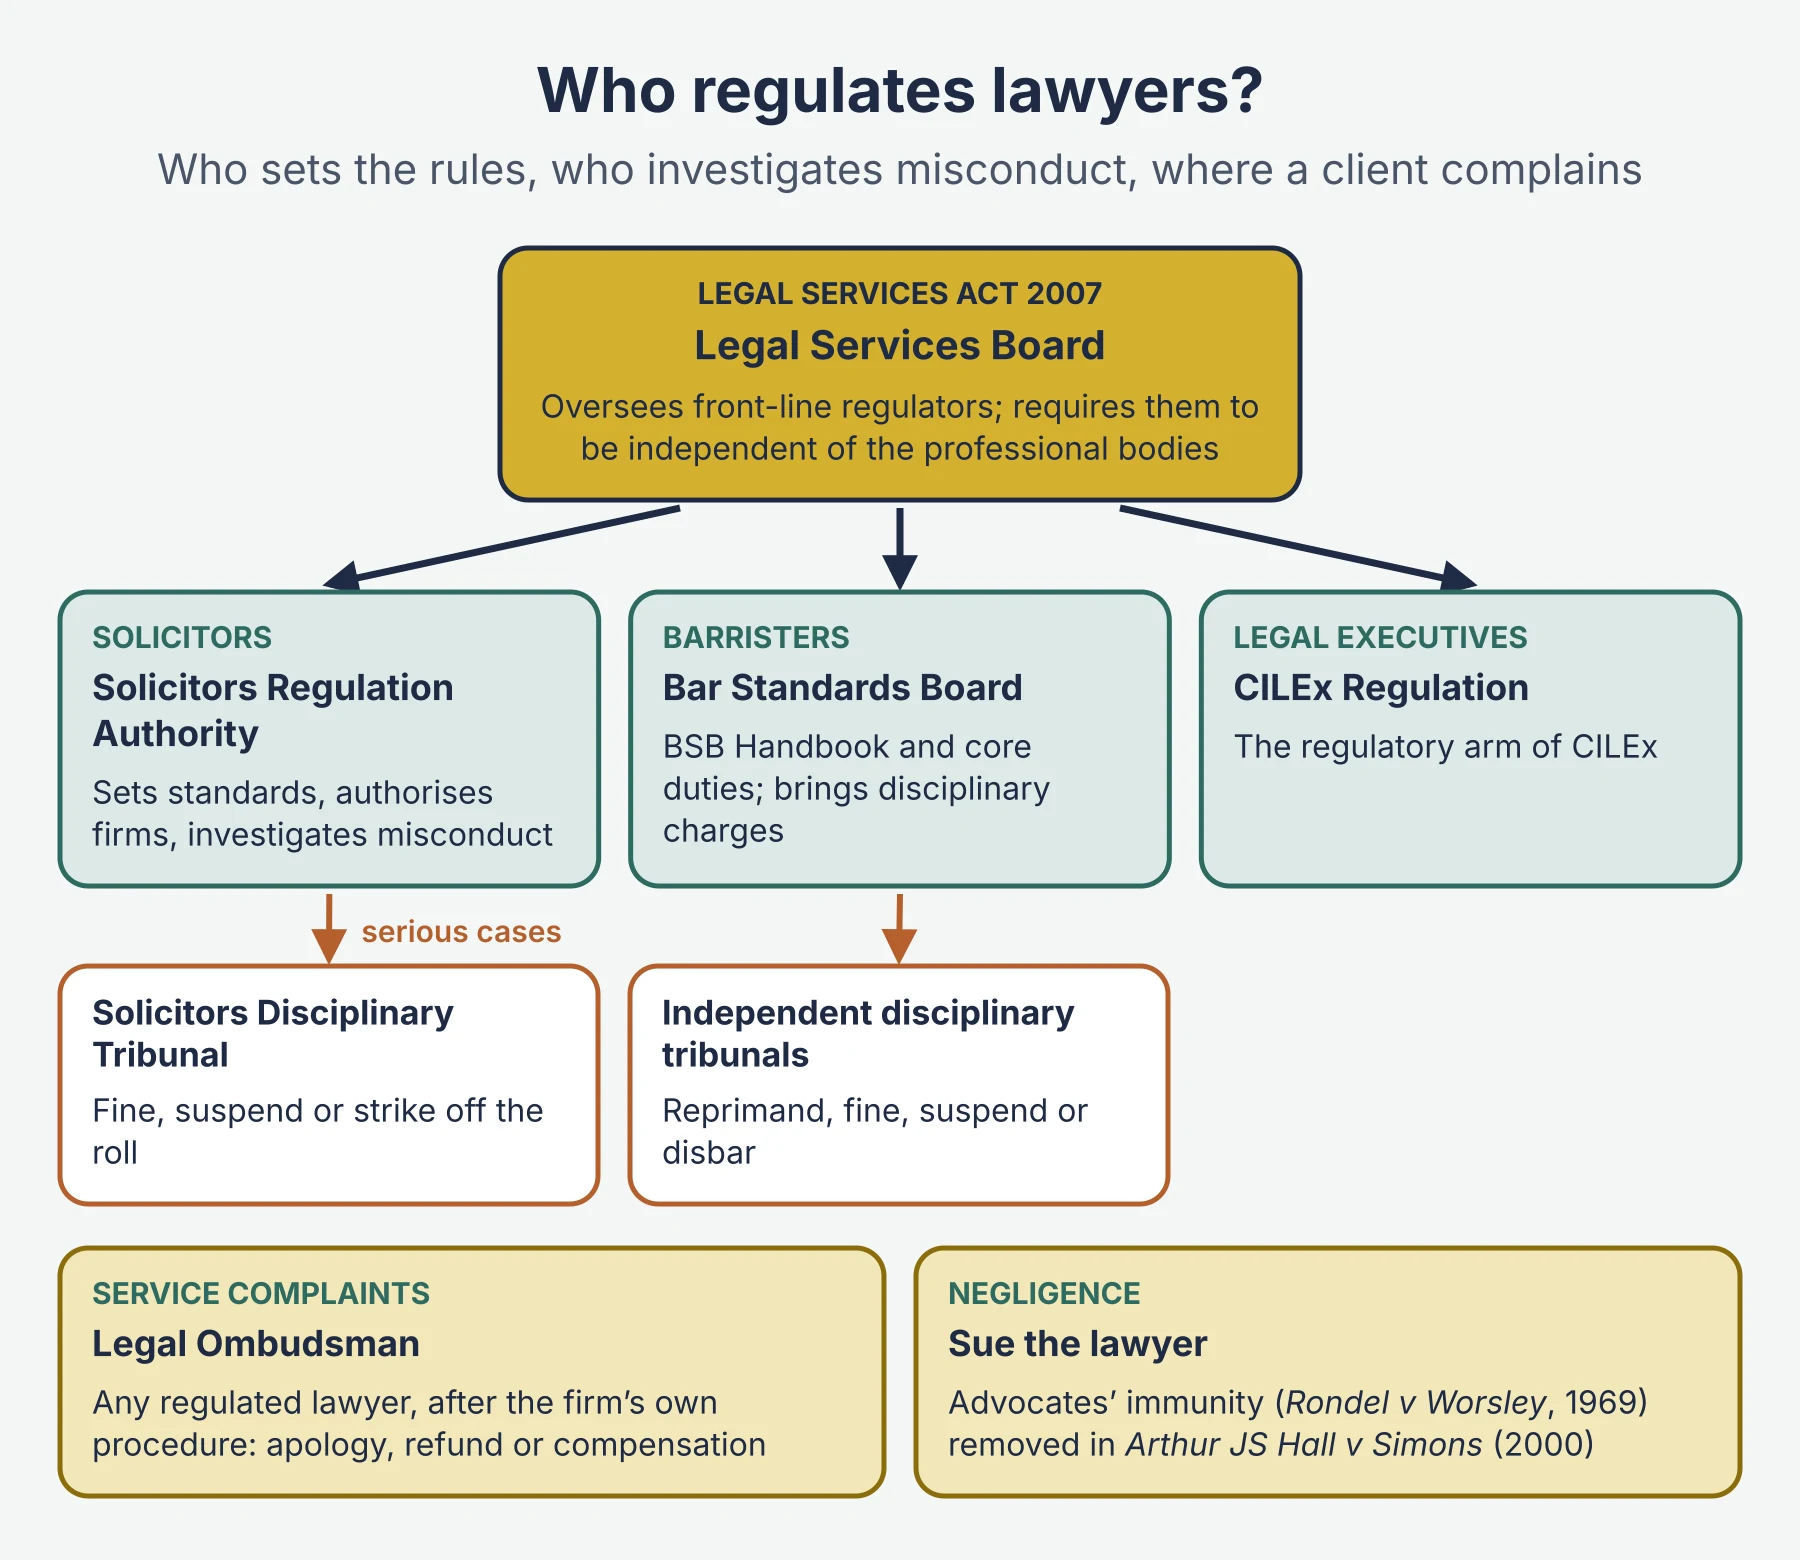 Who regulates lawyers?
Who sets the rules, who investigates misconduct, where a client complains
LEGAL SERVICES ACT 2007
Legal Services Board
Oversees front-line regulators; requires them to
be independent of the professional bodies
SOLICITORS
Solicitors Regulation
Authority
Sets standards, authorises
firms, investigates misconduct
BARRISTERS
Bar Standards Board
BSB Handbook and core
duties; brings disciplinary
charges
LEGAL EXECUTIVES
CILEx Regulation
The regulatory arm of CILEx
serious cases
Solicitors Disciplinary
Tribunal
Fine, suspend or strike off the
roll
Independent disciplinary
tribunals
Reprimand, fine, suspend or
disbar
SERVICE COMPLAINTS
Legal Ombudsman
Any regulated lawyer, after the firm’s own
procedure: apology, refund or compensation
NEGLIGENCE
Sue the lawyer
Advocates’ immunity (Rondel v Worsley, 1969)
removed in Arthur JS Hall v Simons (2000)